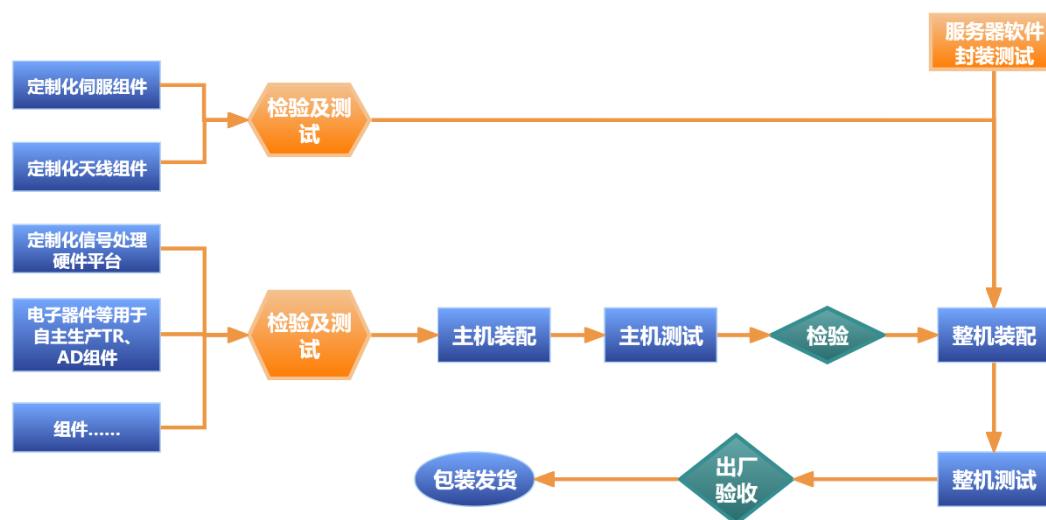 服务器软件
封装测试
定制化伺服组件
检验及测
试
定制化天线组件
定制化信号处理
硬件平台
电子器件等用于
自主生产TR、
AD组件
组件……
检验及测
试
主机装配
主机测试
检验
整机装配
整机测试
出厂
验收
包装发货